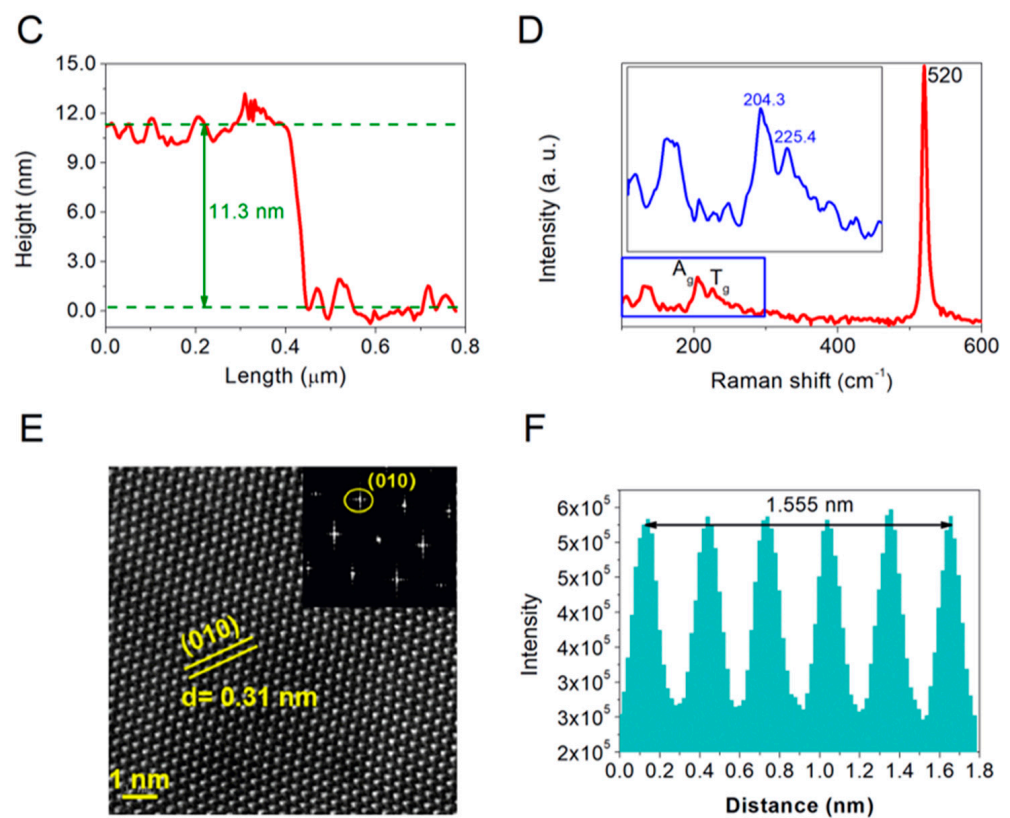 C
15.0
12.0
9.0
6.0
3.0
0.0
Height (nm)
11.3 nm
0.0 0.2 0.4 0.6 0.8
Length (μm)
D
Intensity (a. u.)
204.3
225.4
520
Ag Tg
200 400 600
Raman shift (cm⁻¹)
E
(010)
(010)
d= 0.31 nm
1 nm
F
6x10⁵
5x10⁵
5x10⁵
4x10⁵
4x10⁵
3x10⁵
3x10⁵
2x10⁵
Intensity
1.555 nm
0.0 0.2 0.4 0.6 0.8 1.0 1.2 1.4 1.6 1.8
Distance (nm)